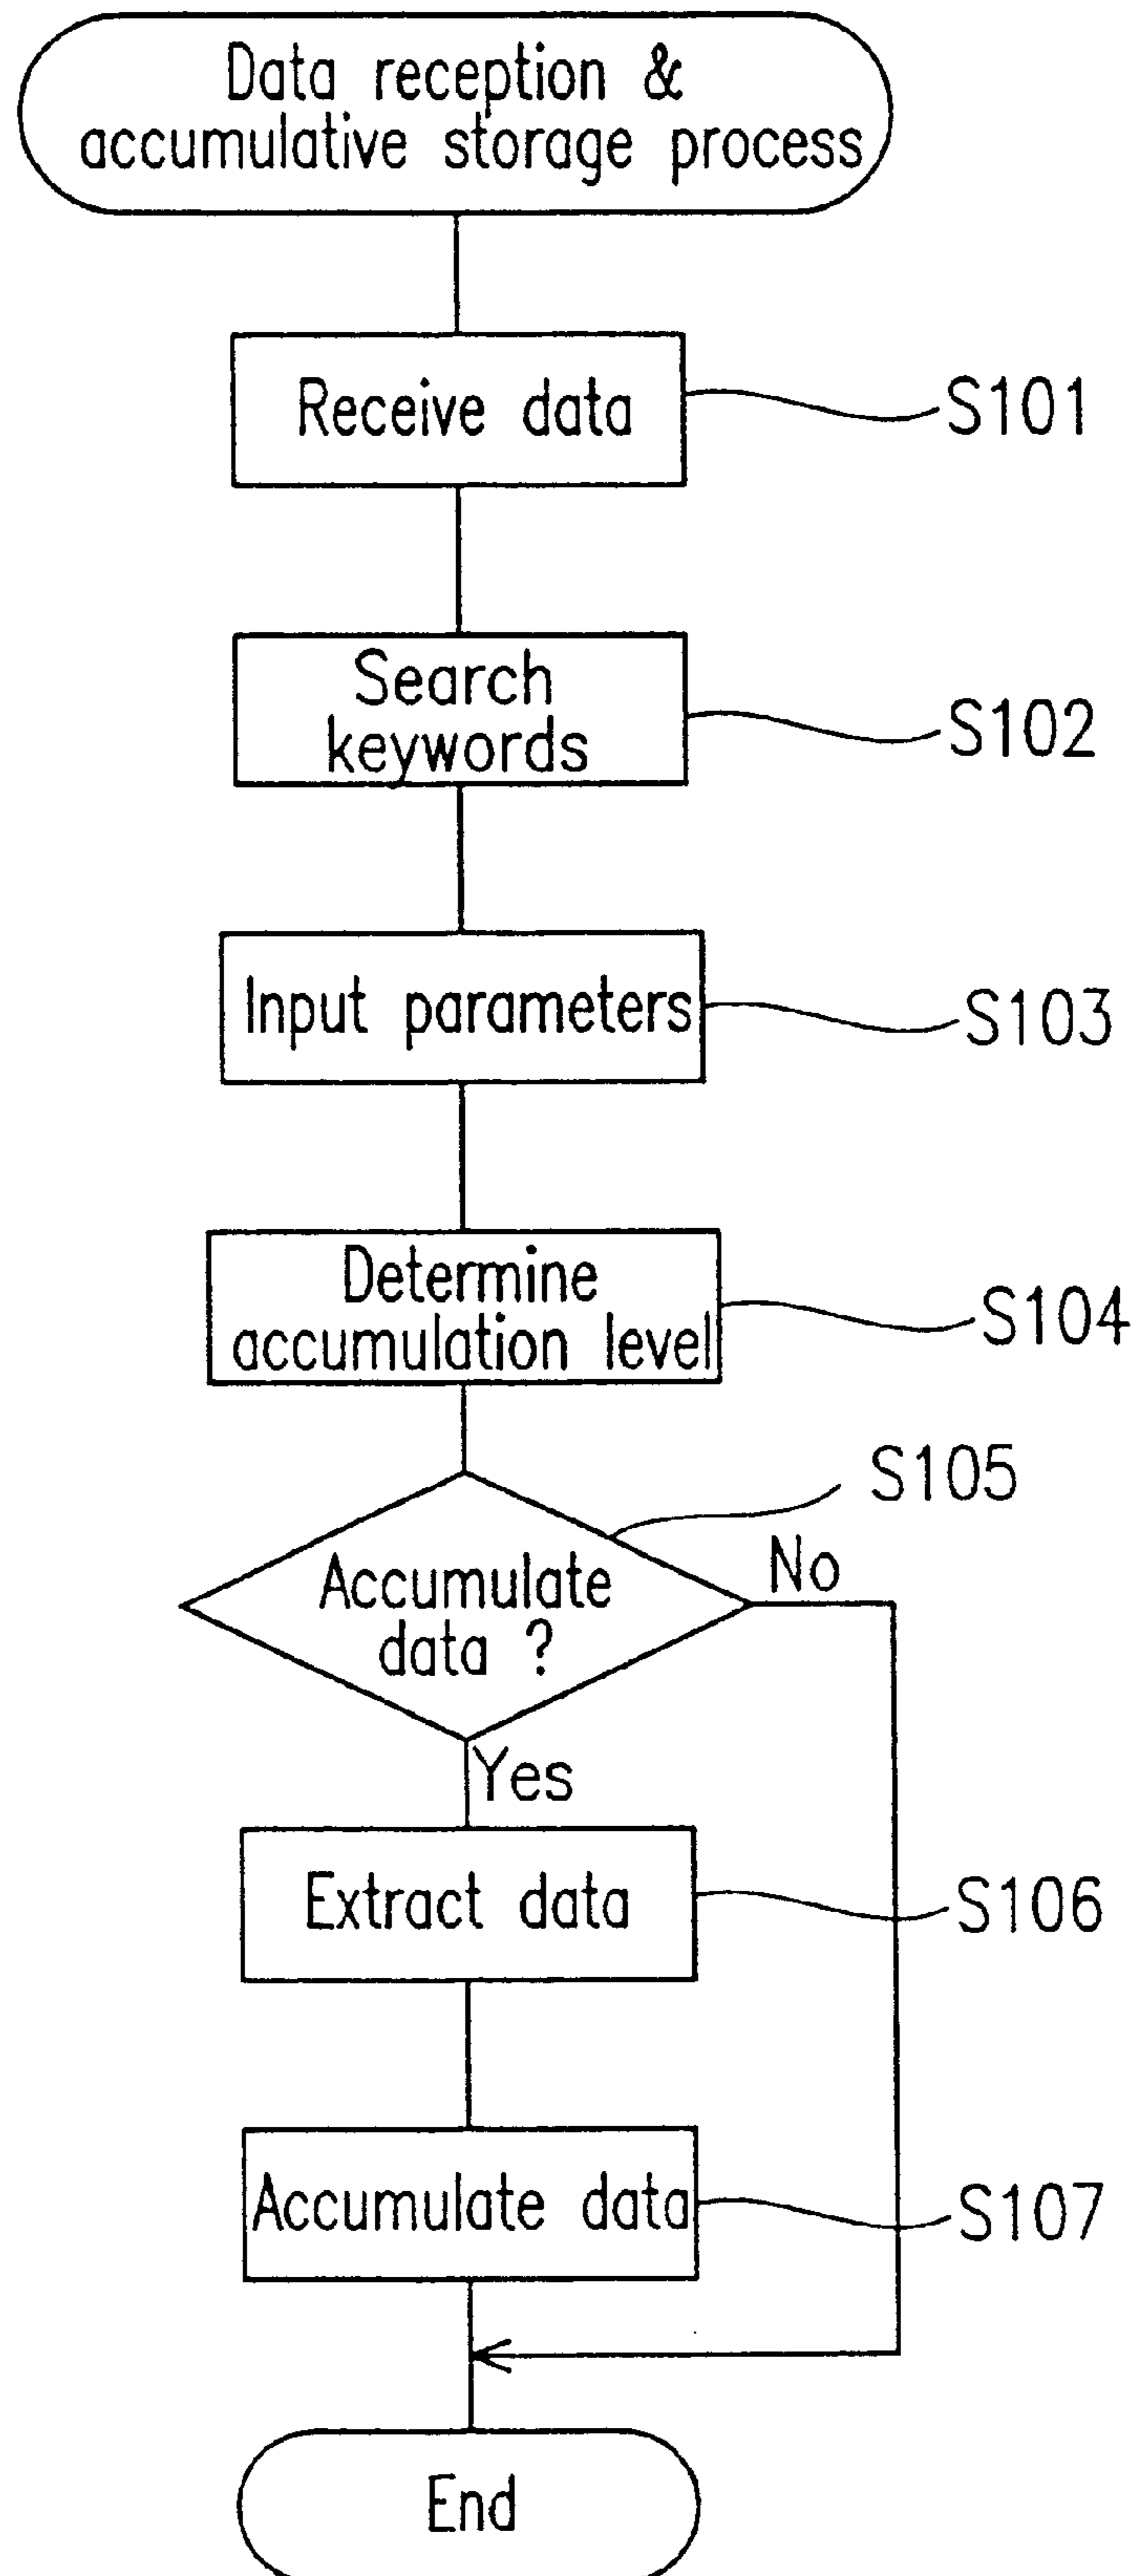 Data reception &
accumulative storage process
Receive data
S101
Search
keywords
S102
Input parameters
S103
Determine
accumulation level
S104
S105
Accumulate
data ?
No
Yes
Extract data
S106
Accumulate data
S107
End